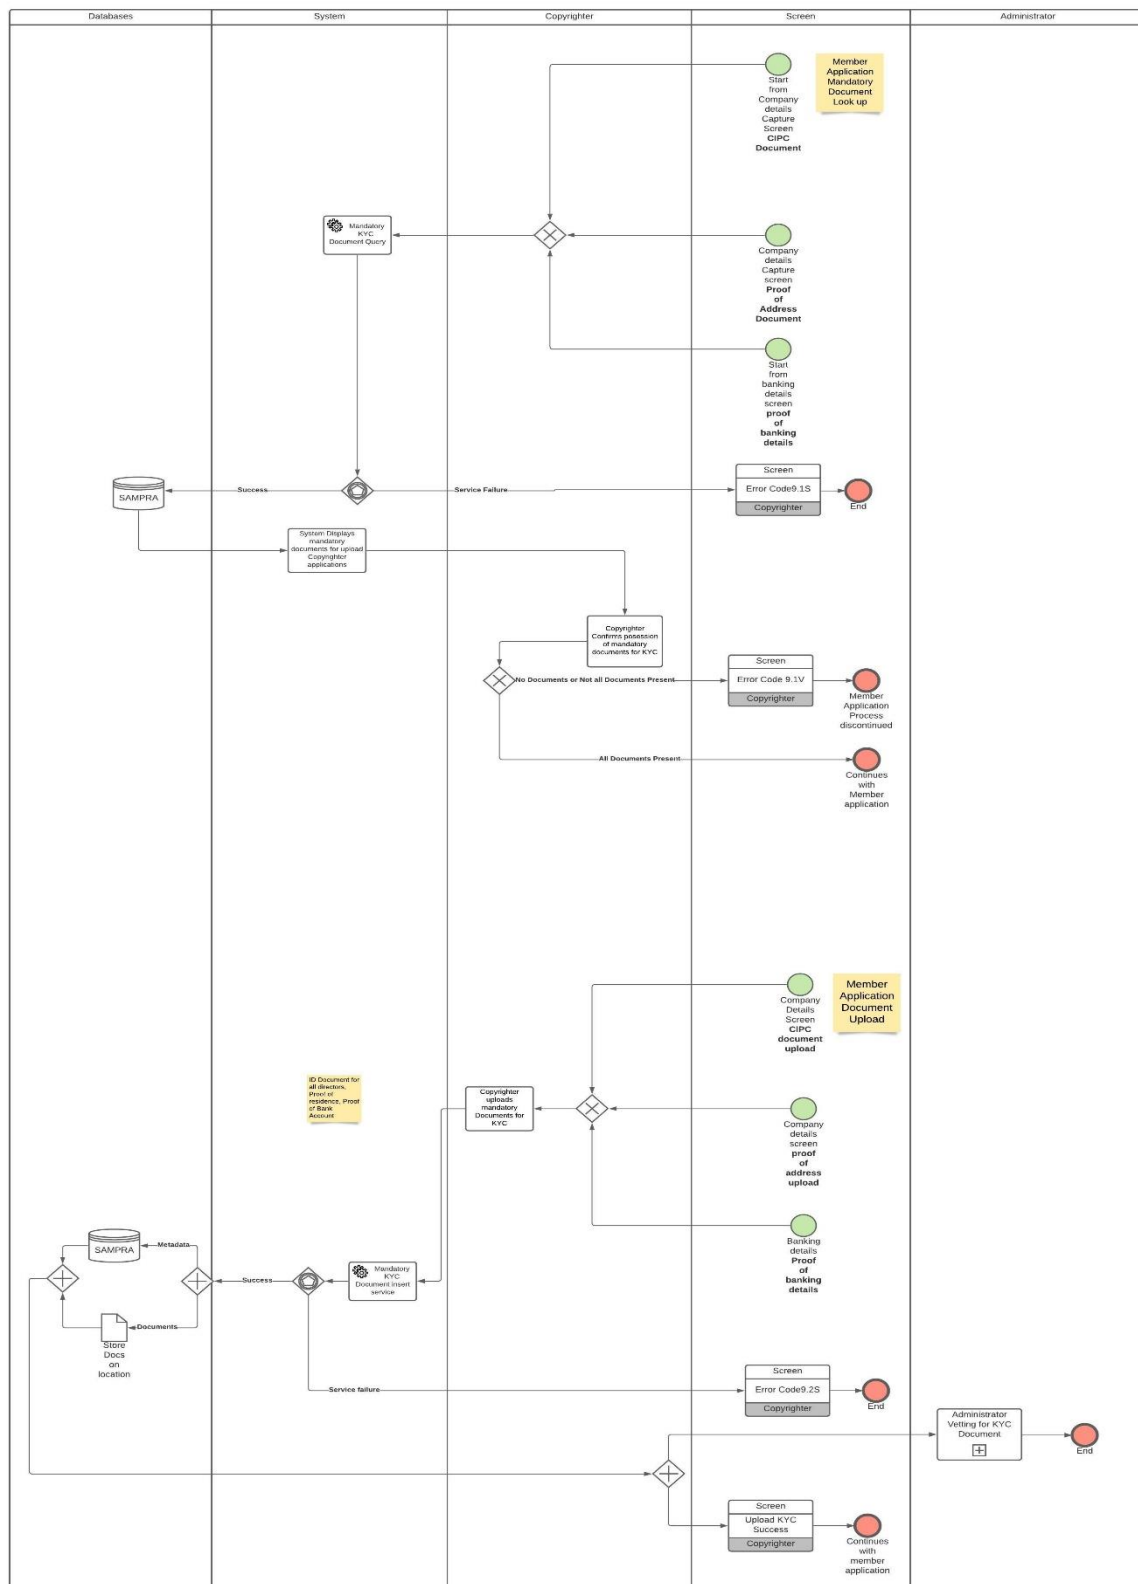 Databases
System
Copyrighter
Screen
Administrator
Start
from
Company
details
Capture
Screen
CIPC
Document
Member
Application
Mandatory
Document
Look up
Mandatory
KYC
Document Query
Company
details
Capture
screen
Proof
of
Address
Document
Start
from
banking
details
screen
proof
of
banking
details
SAMPRA
Success
Service Failure
Screen
Error Code9.1S
Copyrighter
End
System Displays
mandatory
documents for upload
Copyrighter
applications
Copyrighter
Confirms posession
of mandatory
documents for KYC
No Documents or Not all Documents Present
Screen
Error Code 9.1V
Copyrighter
Member
Application
Process
discontinued
All Documents Present
Continues
with
Member
application
Company
Details
Screen
CIPC
document
upload
Member
Application
Document
Upload
ID Document for
all directors,
Proof of
residence, Proof
of Bank
Account
Copyrighter
uploads
mandatory
Documents for
KYC
Company
details
screen
proof
of
address
upload
Banking
details
Proof
of
banking
details
SAMPRA
Metadata
Success
Mandatory
KYC
Document Insert
service
Documents
Store
Docs
on
location
Service failure
Screen
Error Code9.2S
Copyrighter
End
Administrator
Vetting for KYC
Document
End
Screen
Upload KYC
Success
Copyrighter
Continues
with
member
application